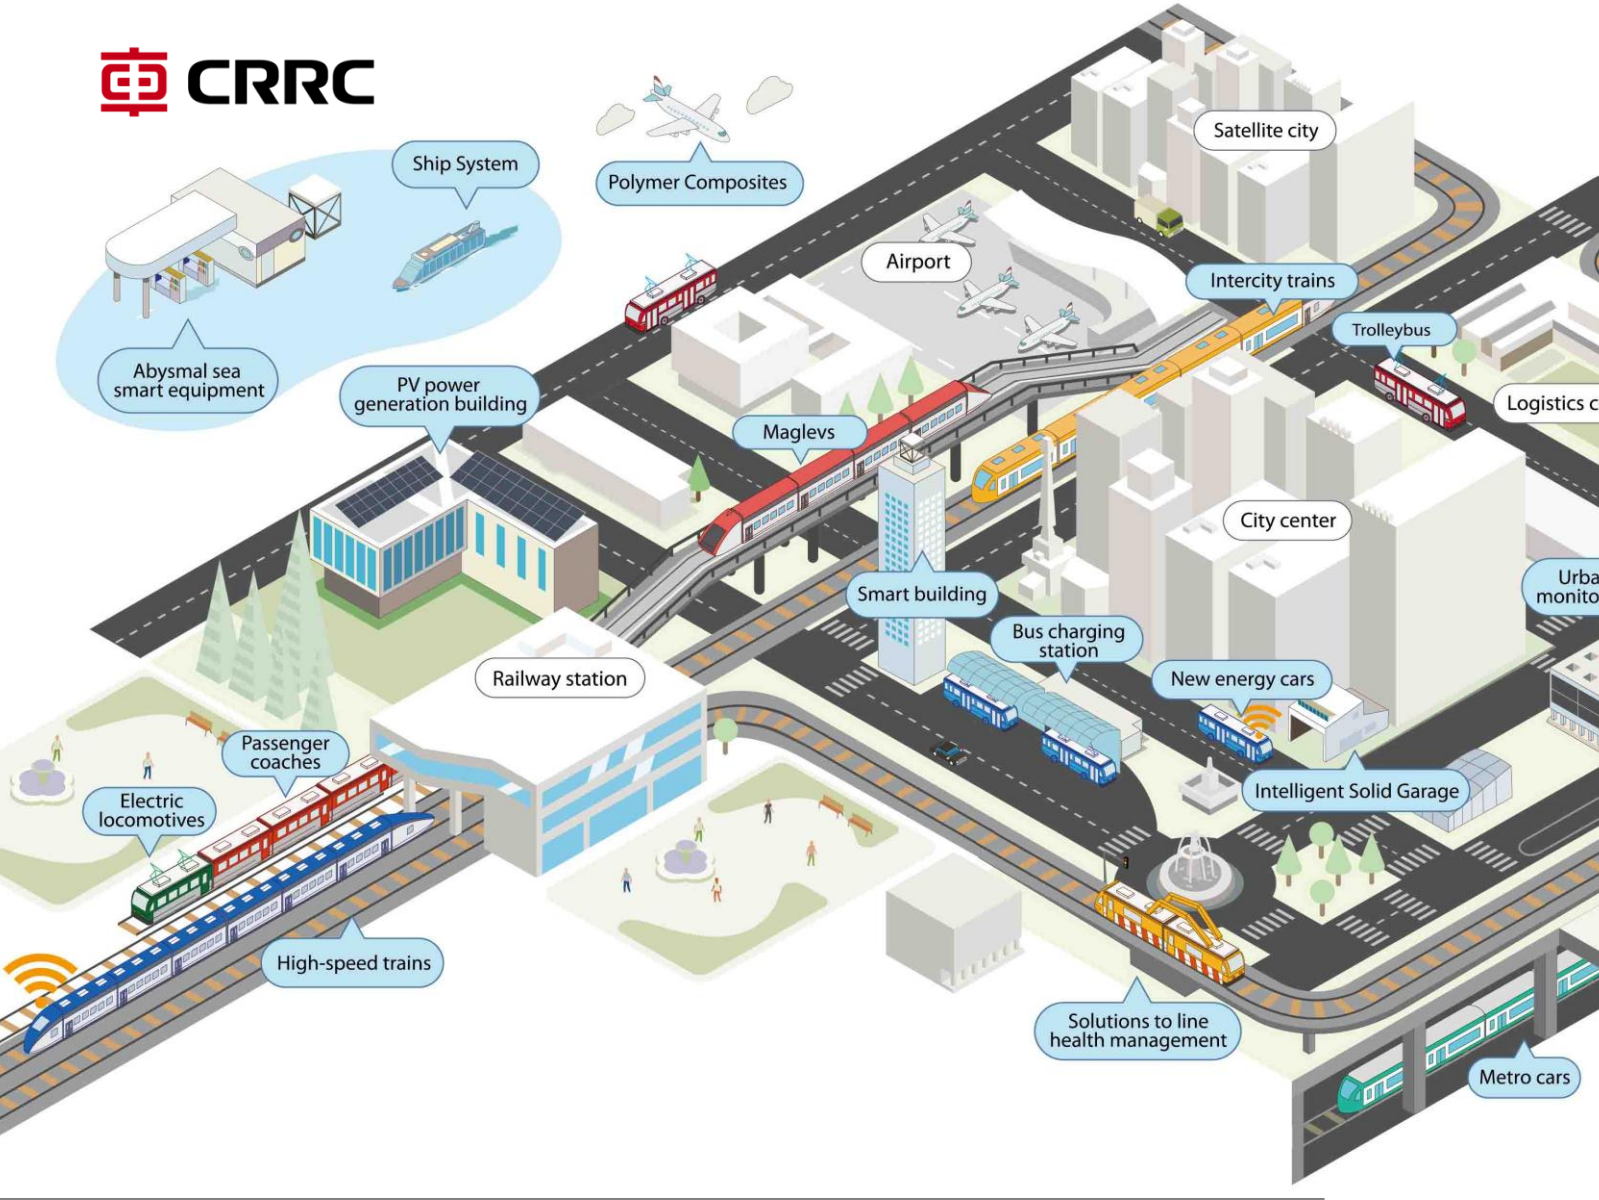 CRRC
Ship System
Polymer Composites
Satellite city
Airport
Intercity trains
Trolleybus
Abysmal sea
smart equipment
PV power
generation building
Maglevs
Logistics
City center
Smart building
Bus charging
station
Railway station
New energy cars
Passenger
coaches
Electric
locomotives
Intelligent Solid Garage
High-speed trains
Solutions to line
health management
Metro cars